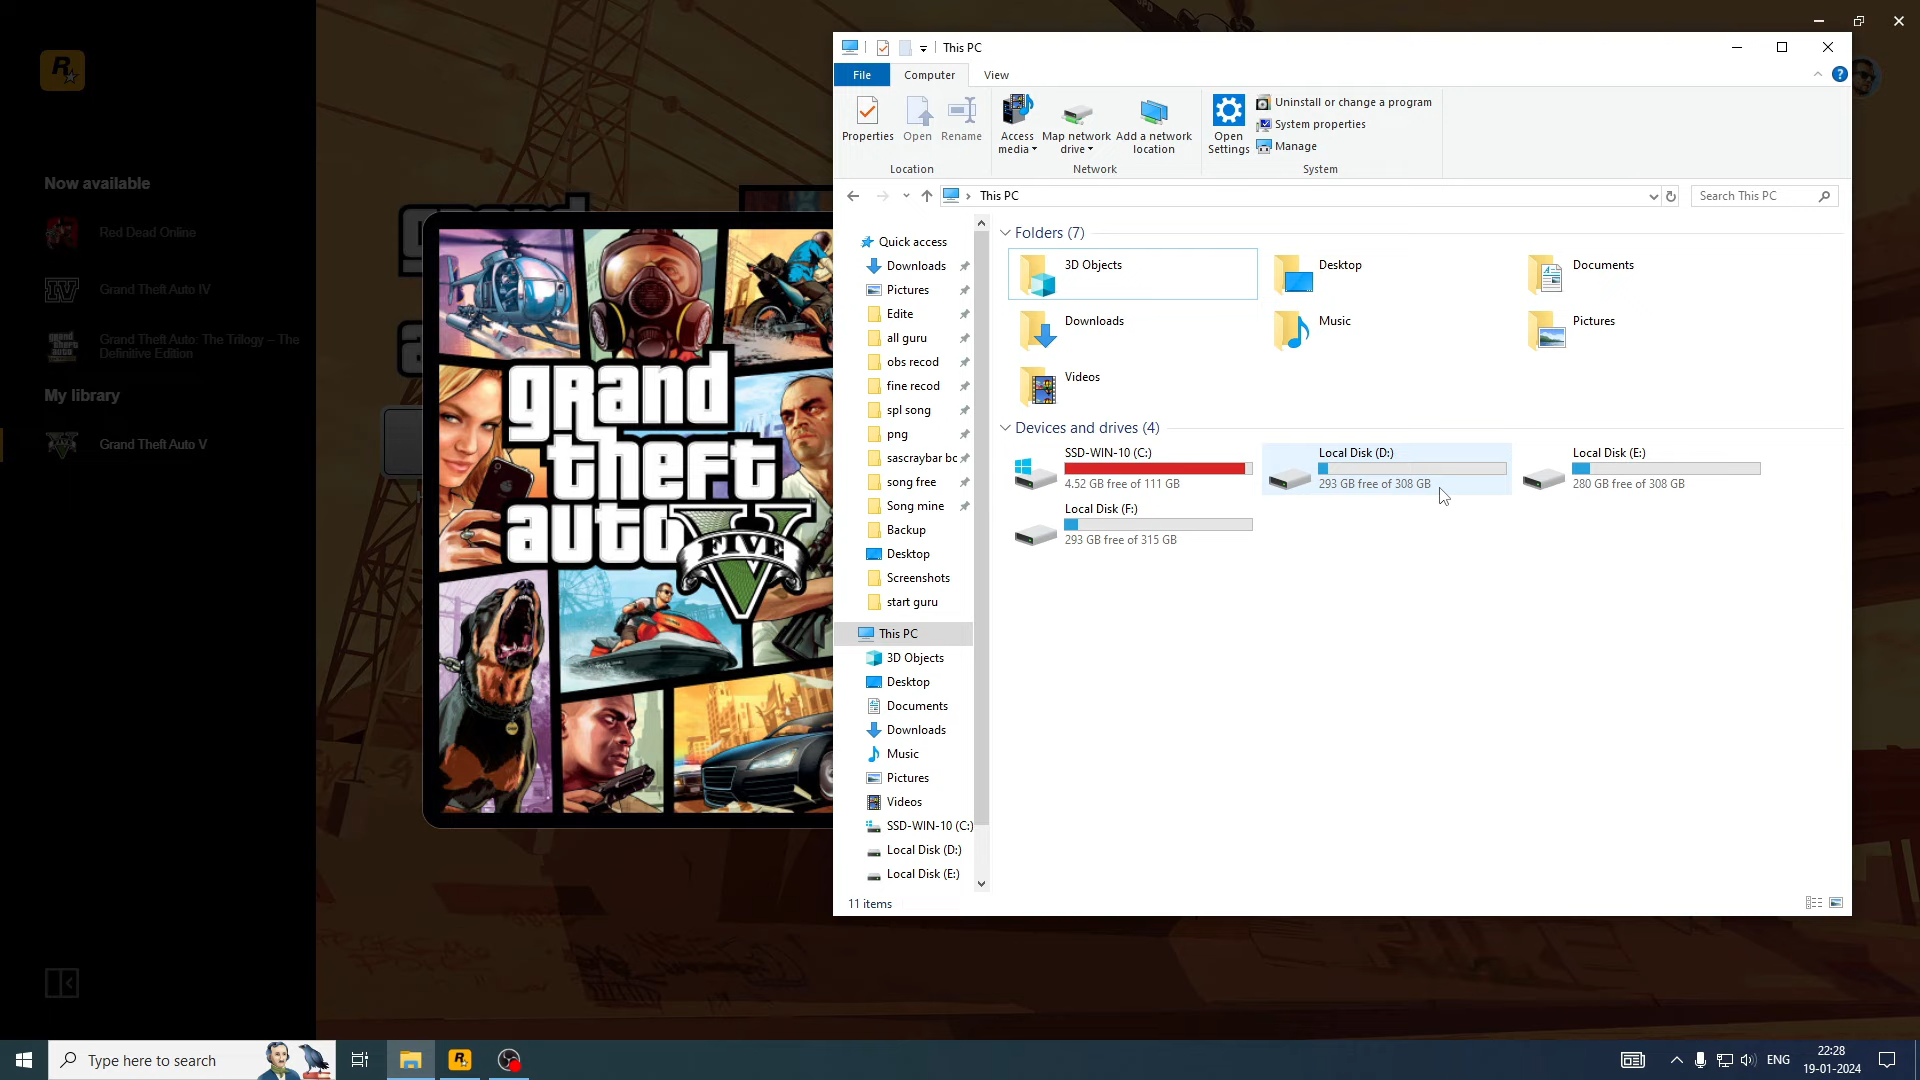 This PC
File
Computer
View
Properties
Open
Rename
Access media
Map network drive
Add a network location
Open Settings
Uninstall or change a program
System properties
Manage
Location
Network
System
This PC
Search This PC
Now available
Red Dead Online
Grand Theft Auto IV
Grand Theft Auto: The Trilogy – The
Definitive Edition
My library
Grand Theft Auto V
grand
theft
auto
V
FIVE
Quick access
Downloads
Pictures
Edite
all guru
obs recod
fine recod
spl song
png
sascraybar bc
song free
Song mine
Backup
Desktop
Screenshots
start guru
This PC
3D Objects
Desktop
Documents
Downloads
Music
Pictures
Videos
SSD-WIN-10 (C:)
Local Disk (D:)
Local Disk (E:)
Folders (7)
3D Objects
Desktop
Documents
Downloads
Music
Pictures
Videos
Devices and drives (4)
SSD-WIN-10 (C:)
4.52 GB free of 111 GB
Local Disk (D:)
293 GB free of 308 GB
Local Disk (E:)
280 GB free of 308 GB
Local Disk (F:)
293 GB free of 315 GB
11 items
Type here to search
ENG
22:28
19-01-2024